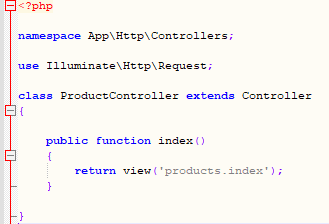 <?php
namespace App\Http\Controllers;
use Illuminate\Http\Request;
class ProductController extends Controller
{
public function index()
{
return view('products.index');
}
}